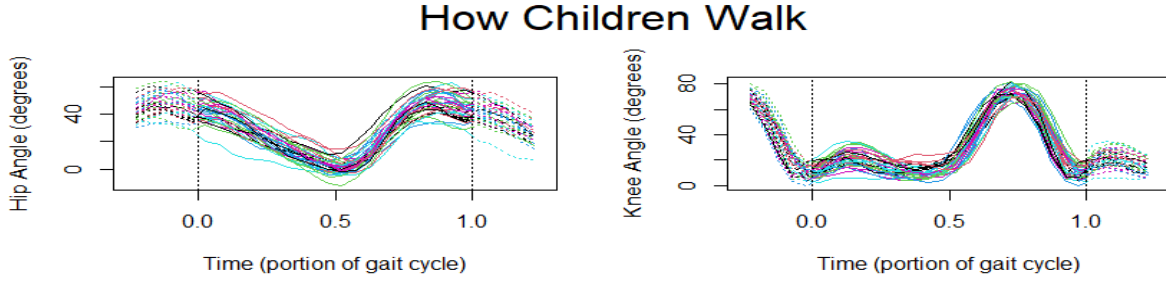 How Children Walk
Hip Angle (degrees)
40
0
0.0 0.5 1.0
Time (portion of gait cycle)
Knee Angle (degrees)
80
40
0
0.0 0.5 1.0
Time (portion of gait cycle)